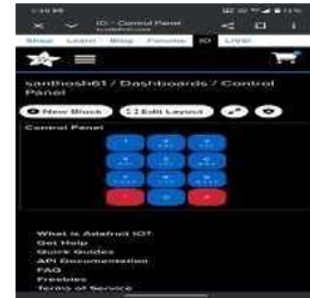 IO - Control Panel
Shop Learn Blog Forums IO LIVE!
santhosh61 / Dashboards / Control
Panel
New Block Edit Layout
Control Panel
What is Adafruit IO?
Get Help
Quick Guides
API Documentation
FAQ
Freebies
Terms of Service